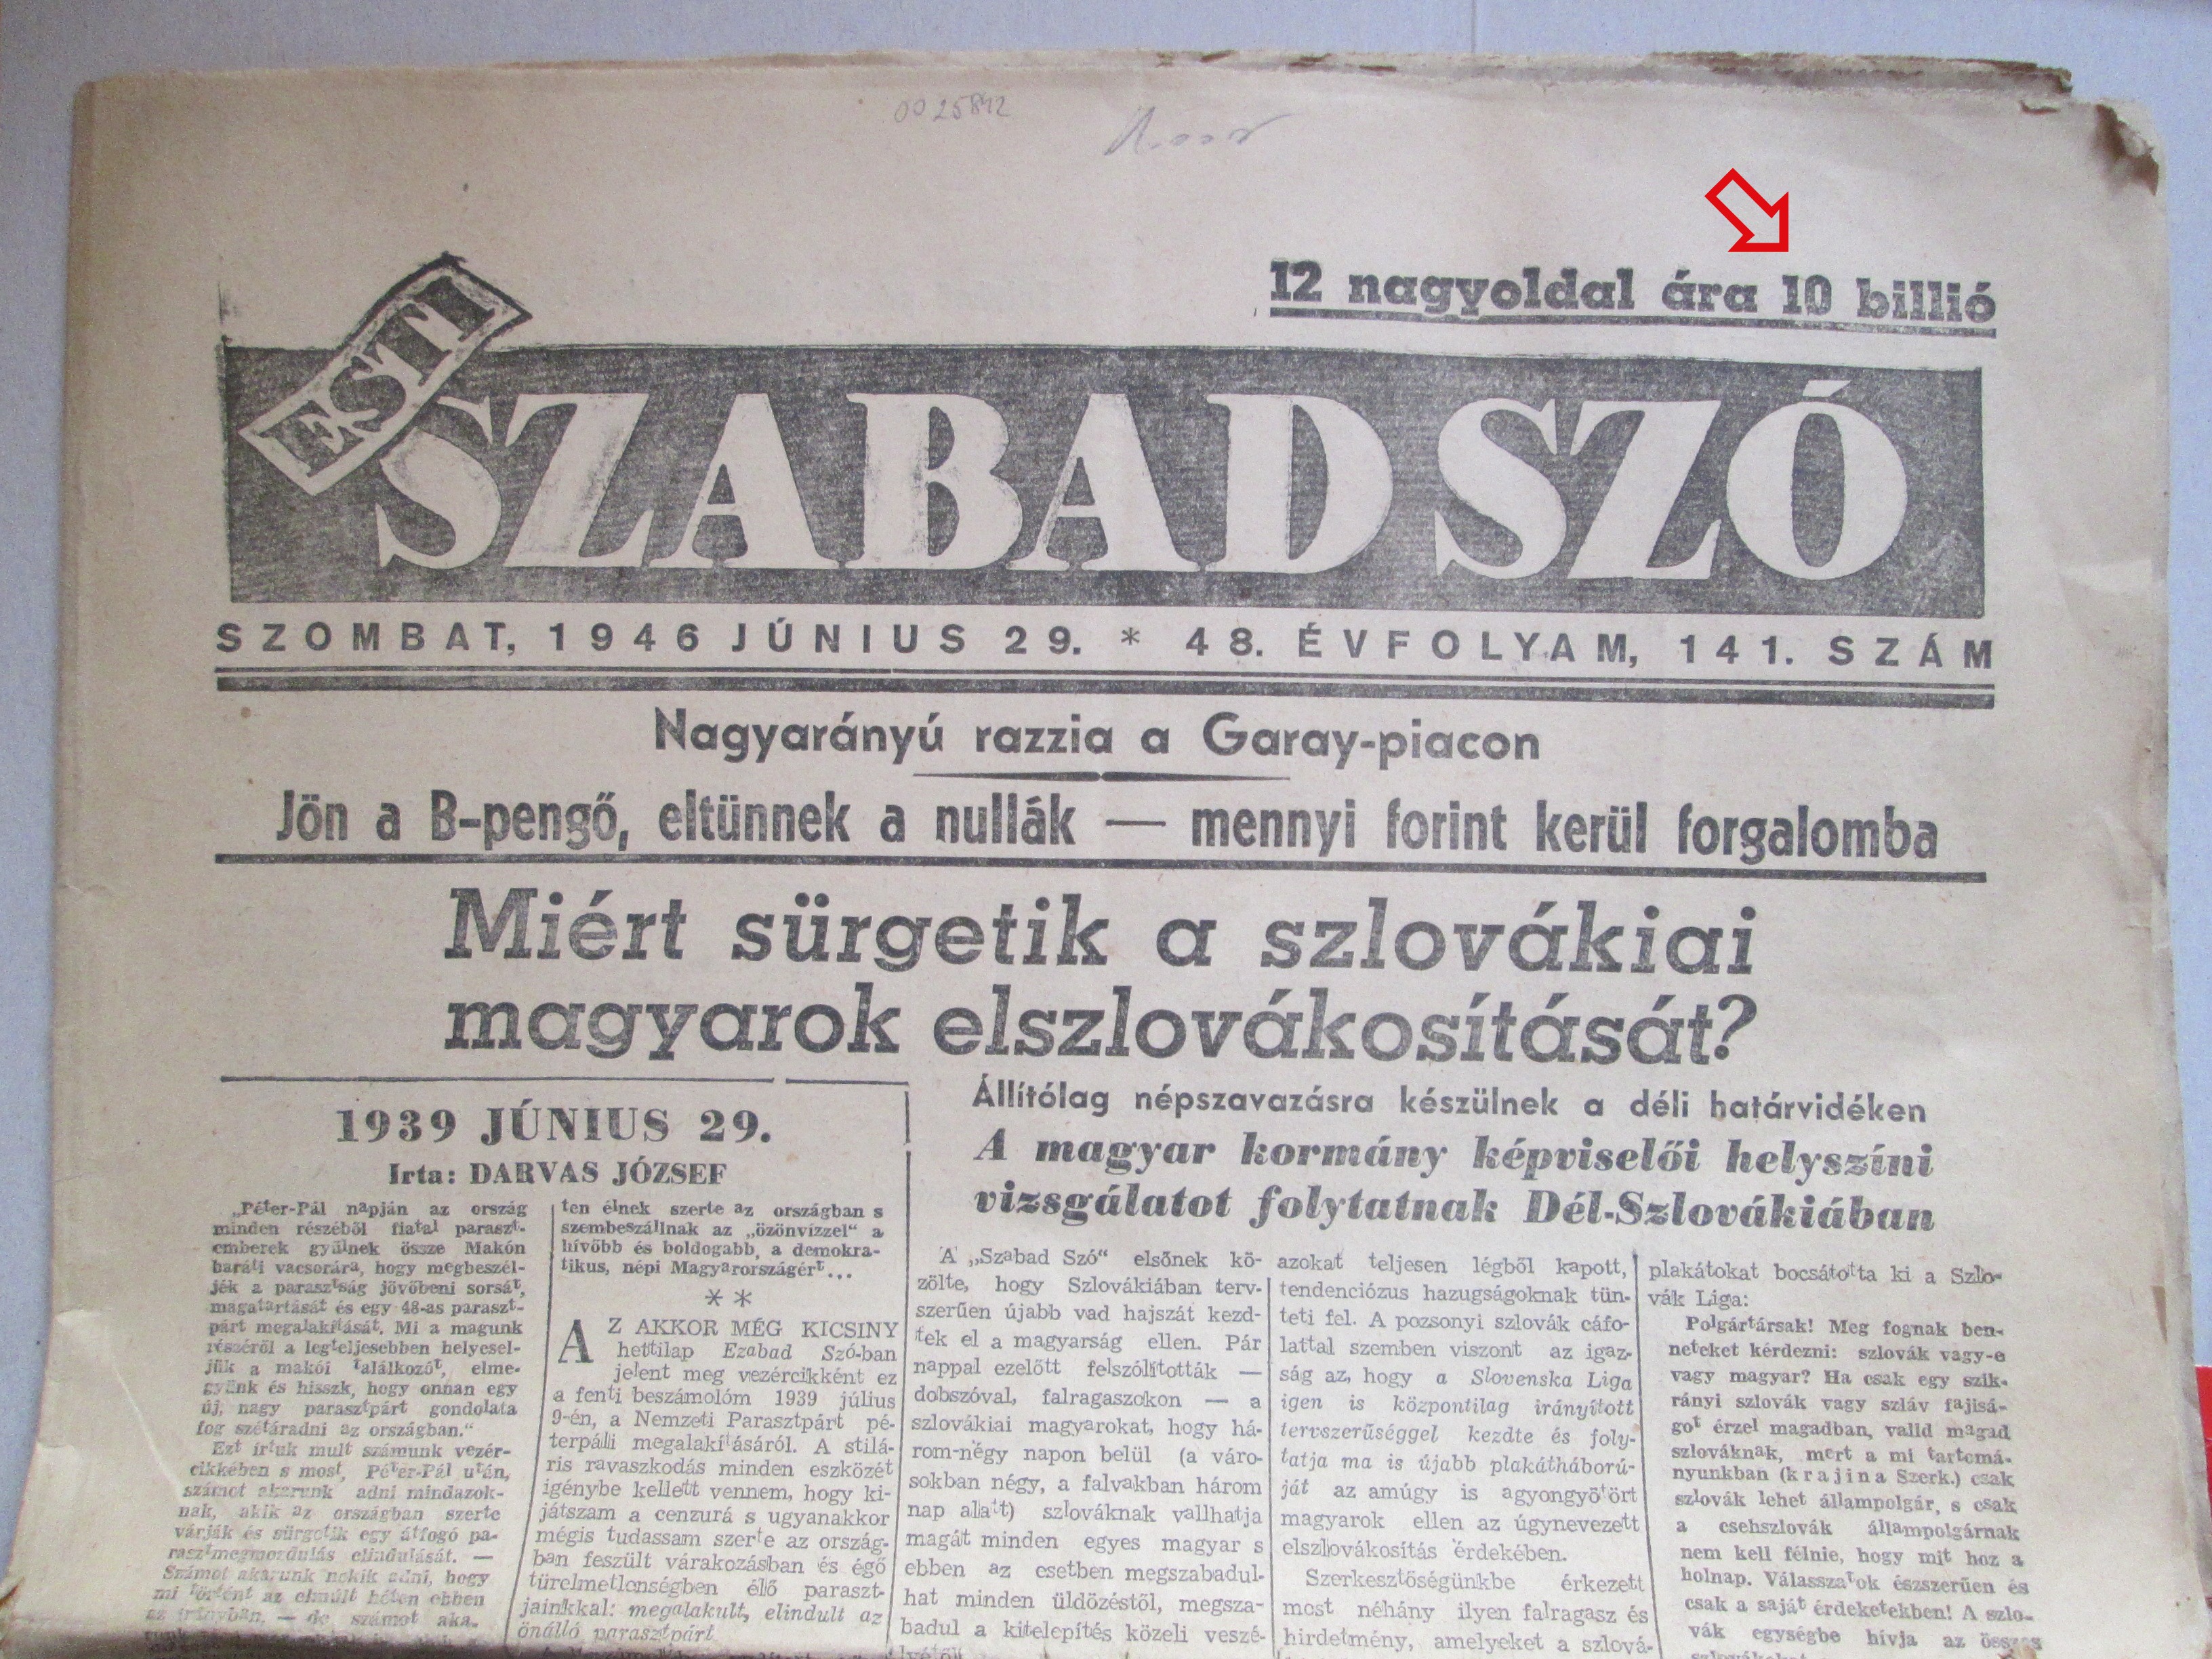 0025842
12 nagyoldal ára 10 billió
ESTI
SZABAD SZÓ
SZOMBAT, 1946 JÚNIUS 29. * 48. ÉVFOLYAM, 141. SZÁM
Nagyarányú razzia a Garay-piacon
Jön a B-pengő, eltünnek a nullák — mennyi forint kerül forgalomba
Miért sürgetik a szlovákiai
magyarok elszlovákosítását?
1939 JÚNIUS 29.
Irta: DARVAS JÓZSEF
„Péter-Pál napján az ország
minden részéből fiatal paraszt-
emberek gyülnek össze Makón
baráti vacsorára, hogy megbeszél-
jék a parasztság jövőbeni sorsát,
magatartását és egy 48-as paraszt-
párt megalakítását. Mi a magunk
részéről a legteljesebben helyesel-
jük a makói találkozót, elme-
gyünk és hisszk, hogy onnan egy
új, nagy parasztpárt gondolata
fog szétáradni az országban.“
Ezt írtuk mult számunk vezér-
cikkében s most, Péter-Pál után,
számot akarunk adni mindazok-
nak, akik az országban szerte
várják és sürgetik egy átfogó pa-
rasztmegmozdulás elindulását. —
Számot akarunk nekik adni, hogy
mi történt az elmúlt héten ebben
az irányban, — de számot aka-
ten élnek szerte az országban s
szembeszállnak az „özönvízzel“ a
hívőbb és boldogabb, a demokra-
tikus, népi Magyarországért...
* *
AZ AKKOR MÉG KICSINY
hettilap Ezabad Szó-ban
jelent meg vezércikként ez
a fenti beszámolóm 1939 július
9-én, a Nemzeti Parasztpárt pé-
terpáli megalakításáról. A stilá-
ris ravaszkodás minden eszközét
igénybe kellett vennem, hogy ki-
játszam a cenzurá s ugyanakkor
mégis tudassam szerte az ország-
ban feszült várakozásban és égő
türelmetlenségben élő paraszt-
jainkkal: megalakult, elindult az
önálló parasztpárt
Állítólag népszavazásra készülnek a déli határvidéken
A magyar kormány képviselői helyszíni
vizsgálatot folytatnak Dél-Szlovákiában
A „Szabad Szó“ elsőnek kö-
zölte, hogy Szlovákiában terv-
szerűen újabb vad hajszát kezd-
tek el a magyarság ellen. Pár
nappal ezelőtt felszólították —
dobszóval, falragaszokon — a
szlovákiai magyarokat, hogy há-
rom-négy napon belül (a váro-
sokban négy, a falvakban három
nap alatt) szlováknak vallhatja
magát minden egyes magyar s
ebben az esetben megszabadul-
hat minden üldözéstől, megsza-
badul a kitelepítés közeli veszé-
lyétől
azokat teljesen légből kapott,
tendenciózus hazugságoknak tün-
teti fel. A pozsonyi szlovák cáfo-
lattal szemben viszont az igaz-
ság az, hogy a Slovenska Liga
igen is központilag irányított
tervszerűséggel kezdte és foly-
tatja ma is újabb plakátháború-
ját az amúgy is agyongyötört
magyarok ellen az úgynevezett
elszlovákosítás érdekében.
Szerkesztőségünkbe érkezett
most néhány ilyen falragasz és
hirdetmény, amelyeket a szlová-
plakátokat bocsátotta ki a Szlo-
vák Liga:
Polgártársak! Meg fognak ben-
neteket kérdezni: szlovák vagy-e
vagy magyar? Ha csak egy szik-
rányi szlovák vagy szláv fajisá-
got érzel magadban, valld magad
szlováknak, mert a mi tartomá-
nyunkban (krajina Szerk.) csak
szlovák lehet állampolgár, s csak
a csehszlovák állampolgárnak
nem kell félnie, hogy mit hoz a
holnap. Válasszatok észszerűen és
csak a saját érdeketekben! A szlo-
vák egységbe hívja az összes